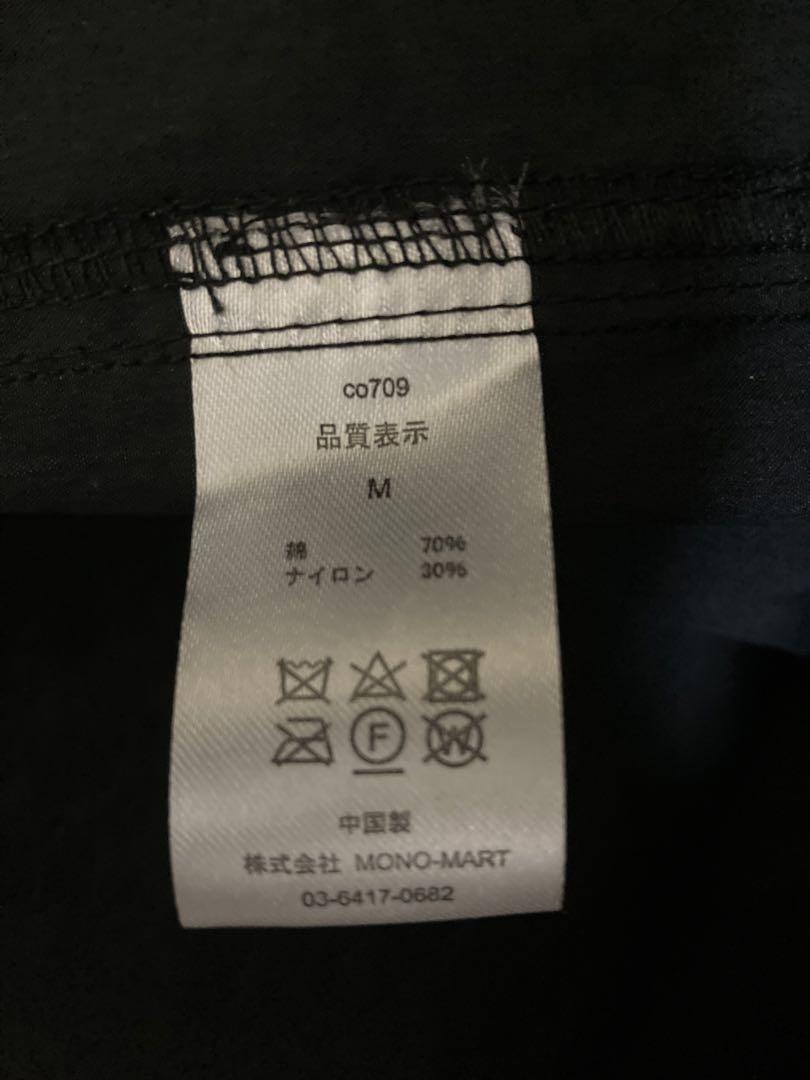 co709
品質表示
M
綿 70%
ナイロン 30%
F
W
中国製
株式会社 MONO-MART
03-6417-0682